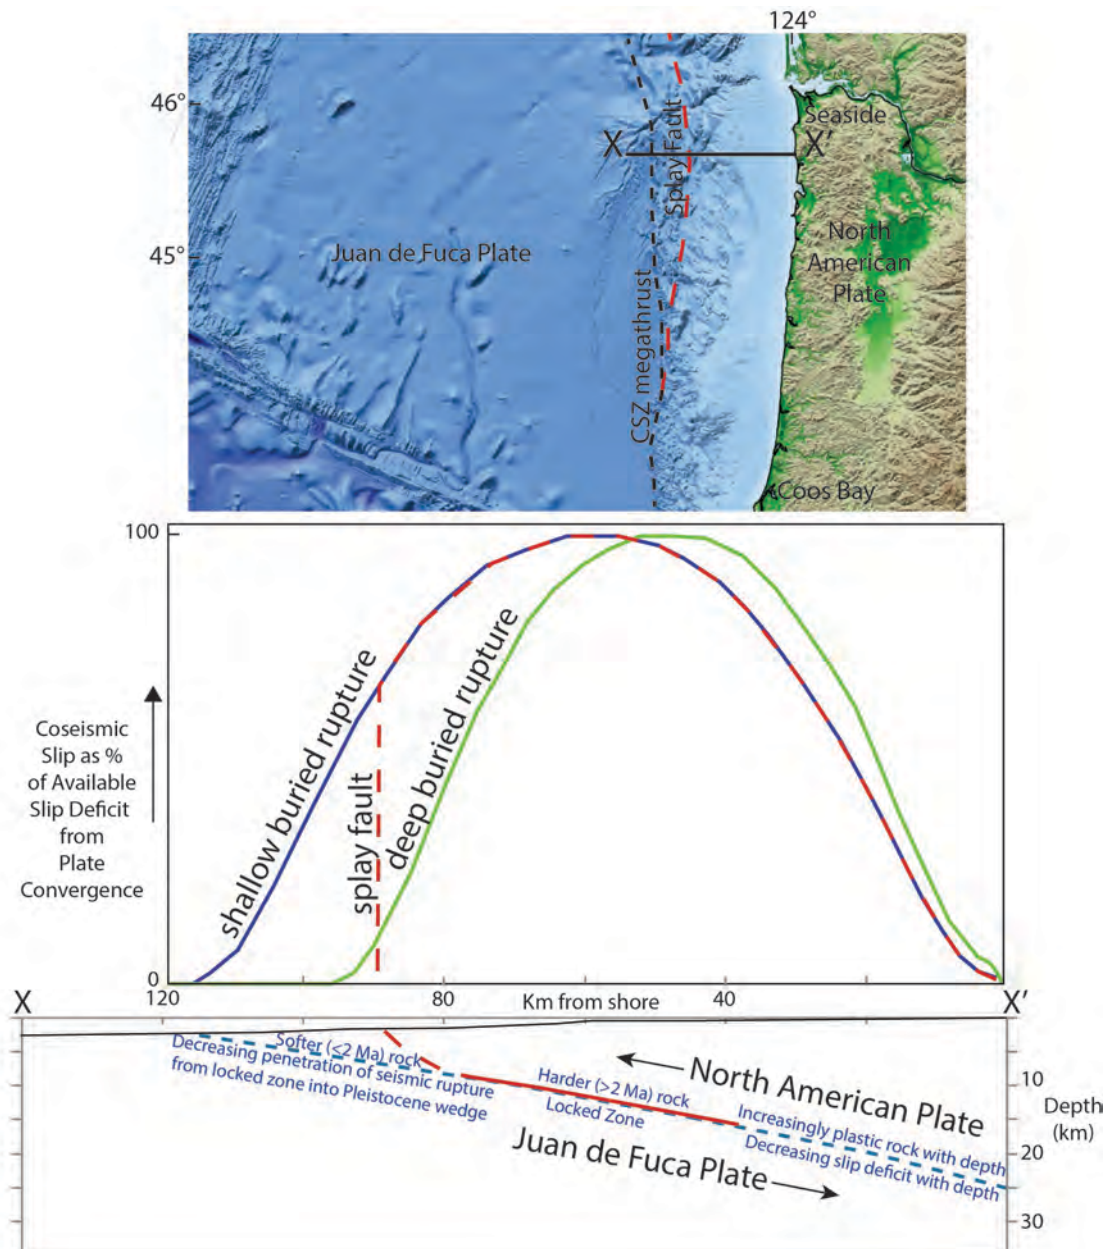 124°
46°
Seaside
X
X'
Splay Fault
North
American
Plate
45°
Juan de Fuca Plate
CSZ megathrust
Coos Bay
100
Coseismic
Slip as %
of Available
Slip Deficit
from
Plate
Convergence
shallow buried rupture
splay fault
deep buried rupture
0
X
120
80
Km from shore
40
X'
Softer (<2 Ma) rock
Decreasing penetration of seismic rupture
from locked zone into Pleistocene wedge
Harder (>2 Ma) rock
Locked Zone
North American Plate
Juan de Fuca Plate
Increasingly plastic rock with depth
Decreasing slip deficit with depth
10
20
30
Depth
(km)